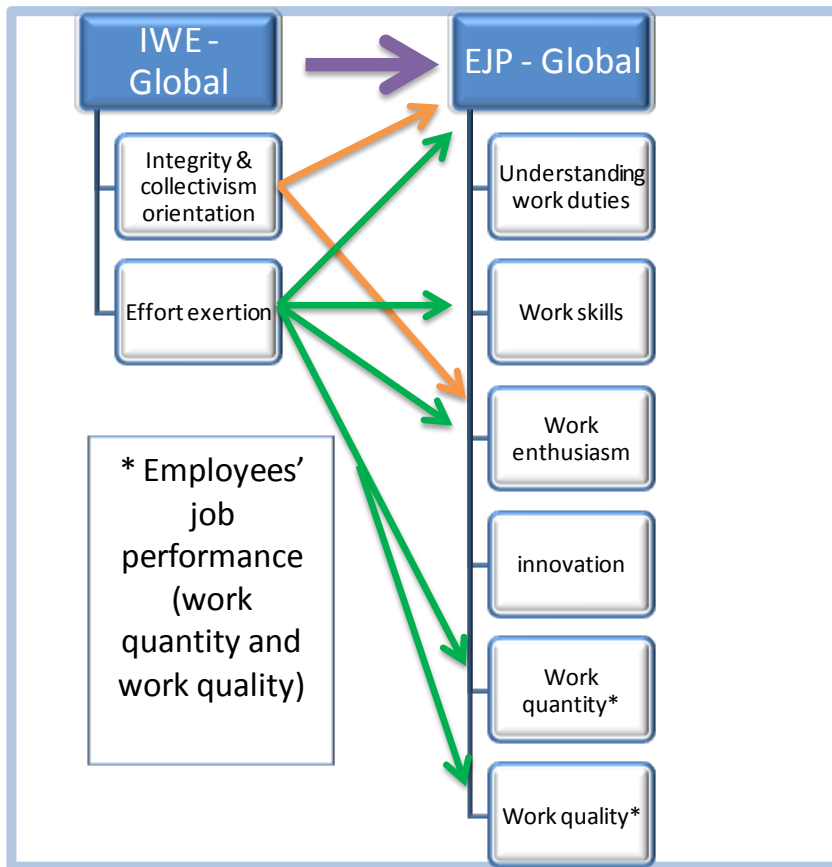 IWE -
Global
EJP - Global
Integrity &
collectivism
orientation
Effort exertion
Understanding
work duties
Work skills
Work
enthusiasm
innovation
Work
quantity*
Work quality*
* Employees’
job
performance
(work
quantity and
work quality)